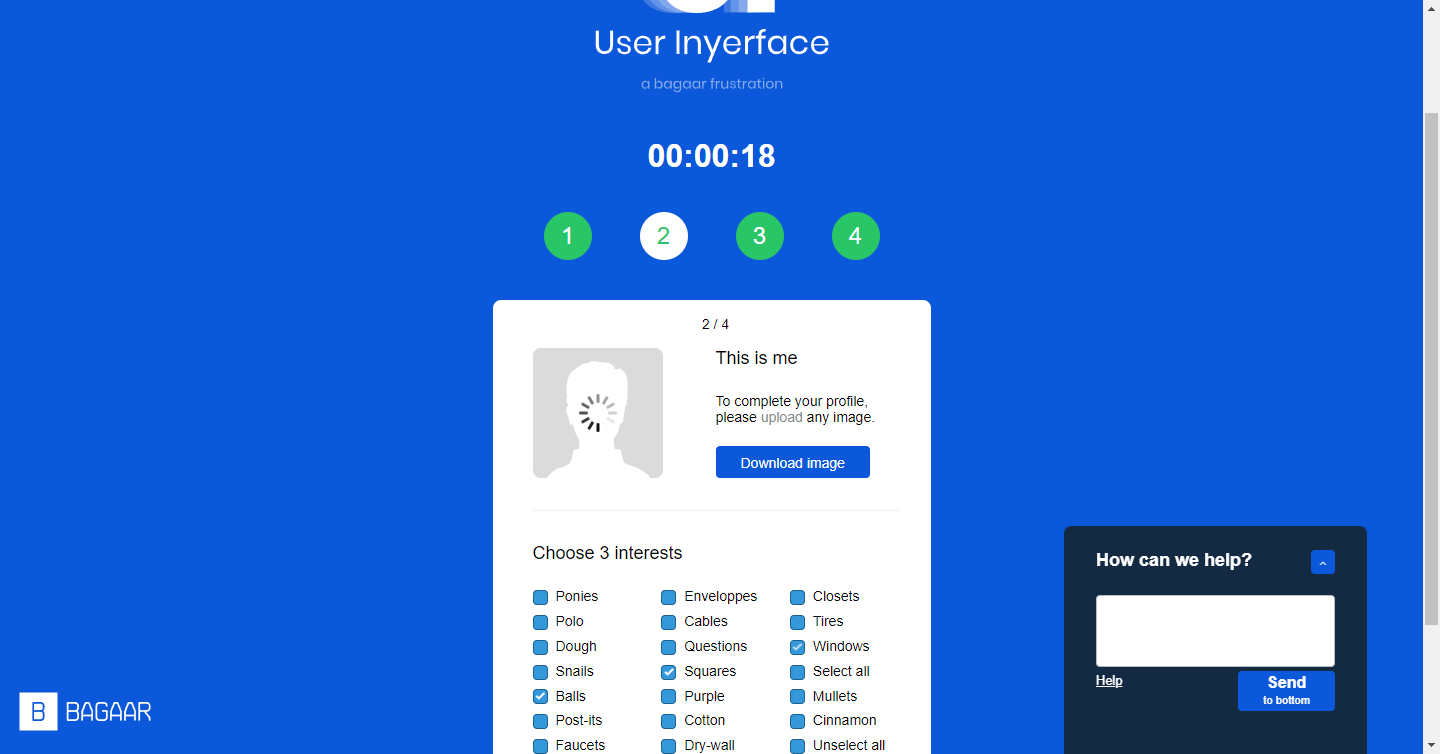 User Inyerface
a bagaar frustration
00:00:18
1 2 3 4
2 / 4
This is me
To complete your profile,
please upload any image.
Download image
Choose 3 interests
Ponies Enveloppes Closets
Polo Cables Tires
Dough Questions Windows
Snails Squares Select all
Balls Purple Mullets
Post-its Cotton Cinnamon
Faucets Dry-wall Unselect all
How can we help?
Help
Send
to bottom
B BAGAAR